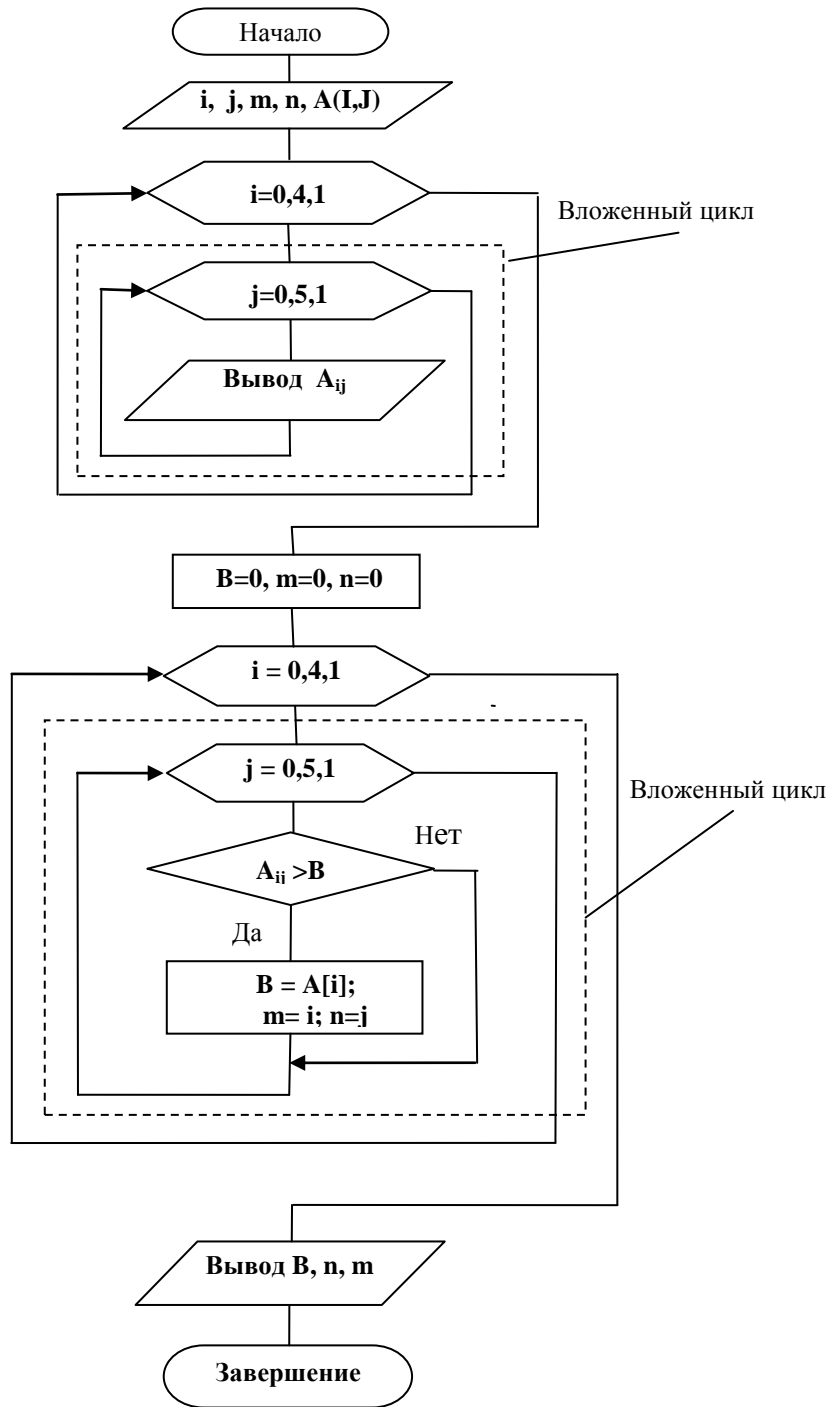 Начало
i, j, m, n, A(I,J)
i=0,4,1
Вложенный цикл
j=0,5,1
Вывод Aij
B=0, m=0, n=0
i = 0,4,1
-
j = 0,5,1
Вложенный цикл
Нет
Aij >B
Да
B = A[i];
m= i; n=j
Вывод B, n, m
Завершение